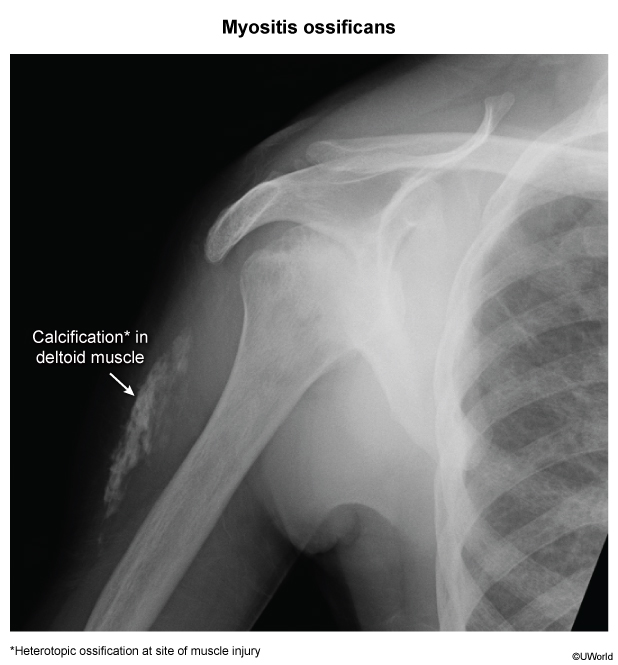 Myositis ossificans
Calcification* in
deltoid muscle
*Heterotopic ossification at site of muscle injury
©UWorld